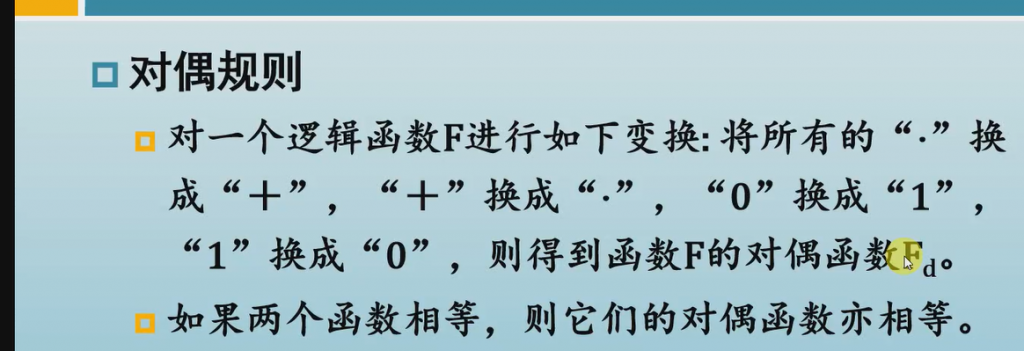 对偶规则
对一个逻辑函数F进行如下变换:将所有的“·”换
成“＋”，“＋”换成“·”，“0”换成“1”，
“1”换成“0”，则得到函数F的对偶函数Fd。
如果两个函数相等，则它们的对偶函数亦相等。